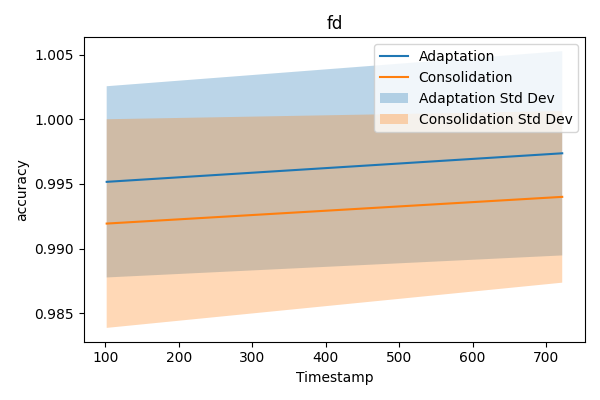 fd
1.005
1.000
0.995
0.990
0.985
accuracy
Adaptation
Consolidation
Adaptation Std Dev
Consolidation Std Dev
100 200 300 400 500 600 700
Timestamp